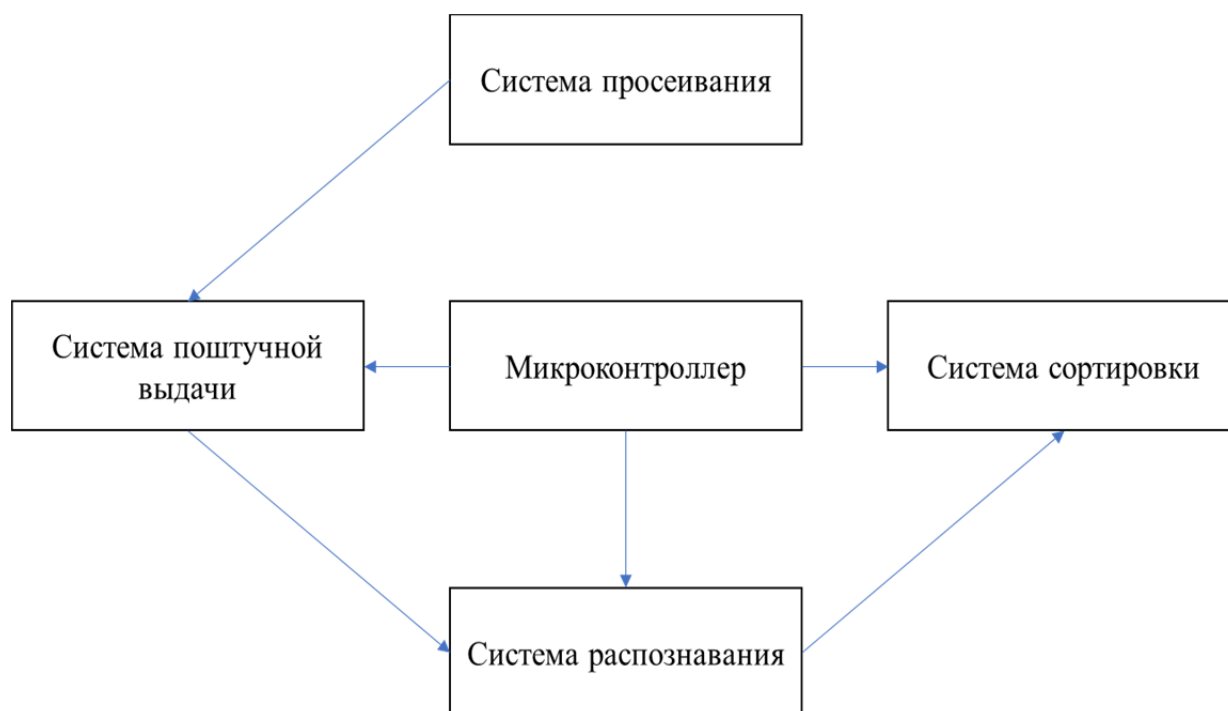 Система просеивания
Система поштучной
выдачи
Микроконтроллер
Система сортировки
Система распознавания